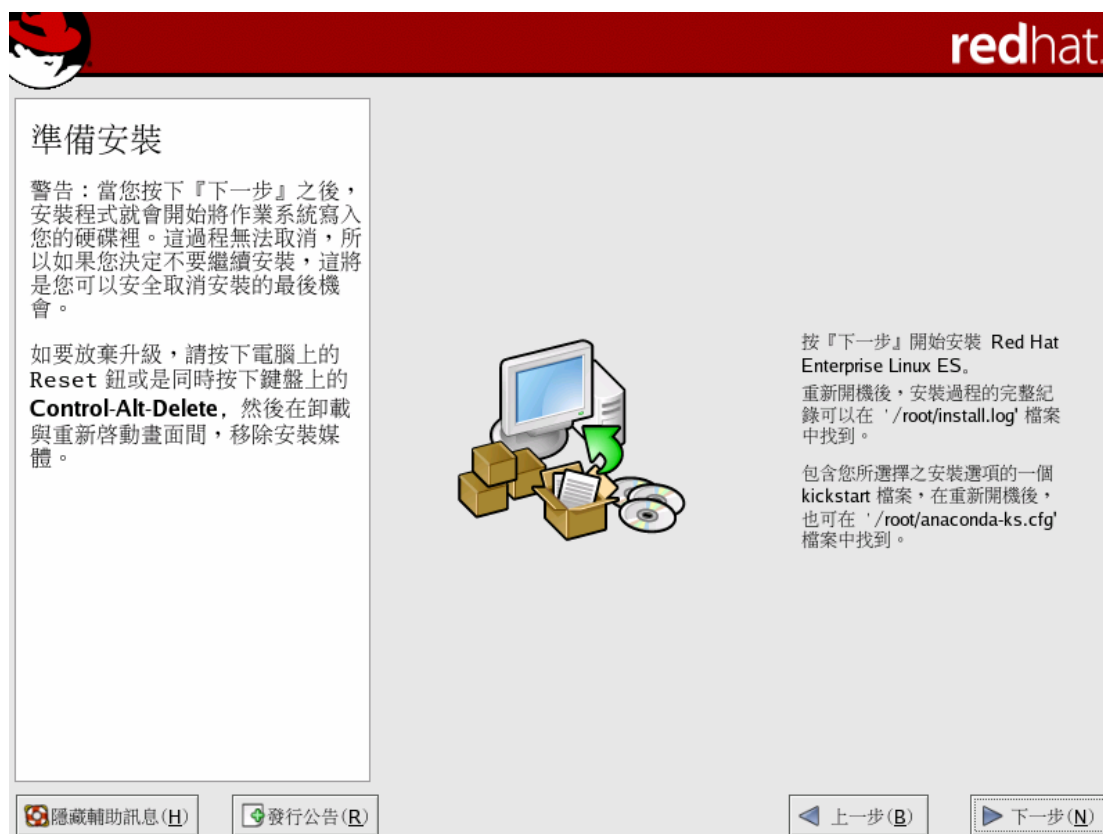 redhat.
準備安裝
警告：當您按下『下一步』之後，
安裝程式就會開始將作業系統寫入
您的硬碟裡。這過程無法取消，所
以如果您決定不要繼續安裝，這將
是您可以安全取消安裝的最後機
會。
如要放棄升級，請按下電腦上的
Reset 鈕或是同時按下鍵盤上的
Control-Alt-Delete, 然後在卸載
與重新啓動畫面間，移除安裝媒
體。
按『下一步』開始安裝 Red Hat
Enterprise Linux ES。
重新開機後，安裝過程的完整紀
錄可以在 '/root/install.log' 檔案
中找到。
包含您所選擇之安裝選項的一個
kickstart 檔案，在重新開機後，
也可在 '/root/anaconda-ks.cfg'
檔案中找到。
隱藏輔助訊息(H)
發行公告(R)
上一步(B)
下一步(N)